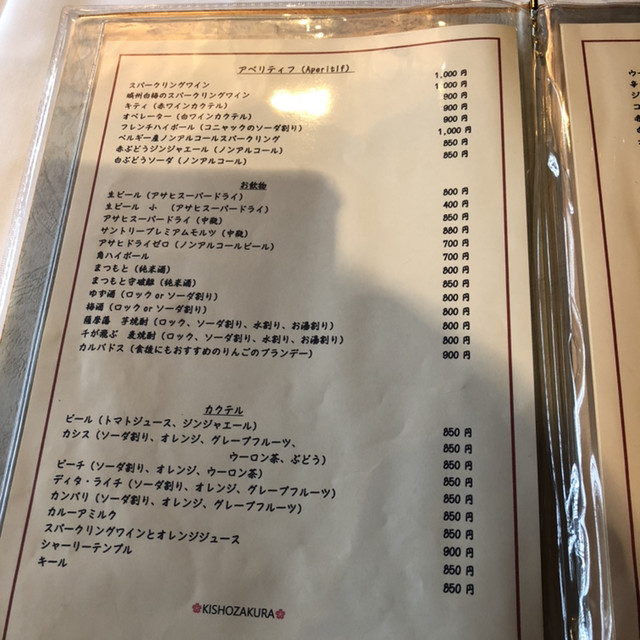 アペリティフ (Aperitif)
スパークリングワイン 1,000 円
城州白梅のスパークリングワイン 1,000 円
キティ (赤ワインカクテル) 900 円
オペレーター (白ワインカクテル) 900 円
フレンチハイボール (コニャックのソーダ割り) 900 円
ベルギー産ノンアルコールスパークリング 1,000 円
赤ぶどうジンジャエール (ノンアルコール) 850 円
白ぶどうソーダ (ノンアルコール) 850 円
お飲物
生ビール (アサヒスーパードライ) 800 円
生ビール 小 (アサヒスーパードライ) 400 円
アサヒスーパードライ (中瓶) 850 円
サントリープレミアムモルツ (中瓶) 880 円
アサヒドライゼロ (ノンアルコールビール) 700 円
角ハイボール 700 円
まつもと (純米酒) 800 円
まつもと守破離 (純米酒) 850 円
ゆず酒 (ロック or ソーダ割り) 800 円
梅酒 (ロック or ソーダ割り) 800 円
薩摩藩 芋焼酎 (ロック、ソーダ割り、水割り、お湯割り) 800 円
千が飛ぶ 麦焼酎 (ロック、ソーダ割り、水割り、お湯割り) 800 円
カルバドス (食後にもおすすめのりんごのブランデー) 900 円
カクテル
ビール (トマトジュース、ジンジャエール) 850 円
カシス (ソーダ割り、オレンジ、グレープフルーツ、 850 円
ウーロン茶、ぶどう)
ピーチ (ソーダ割り、オレンジ、ウーロン茶) 850 円
ディタ・ライチ (ソーダ割り、オレンジ、グレープフルーツ) 850 円
カンパリ (ソーダ割り、オレンジ、グレープフルーツ) 850 円
カルーアミルク 850 円
スパークリングワインとオレンジジュース 900 円
シャーリーテンプル 850 円
キール 850 円
KISHOZAKURA